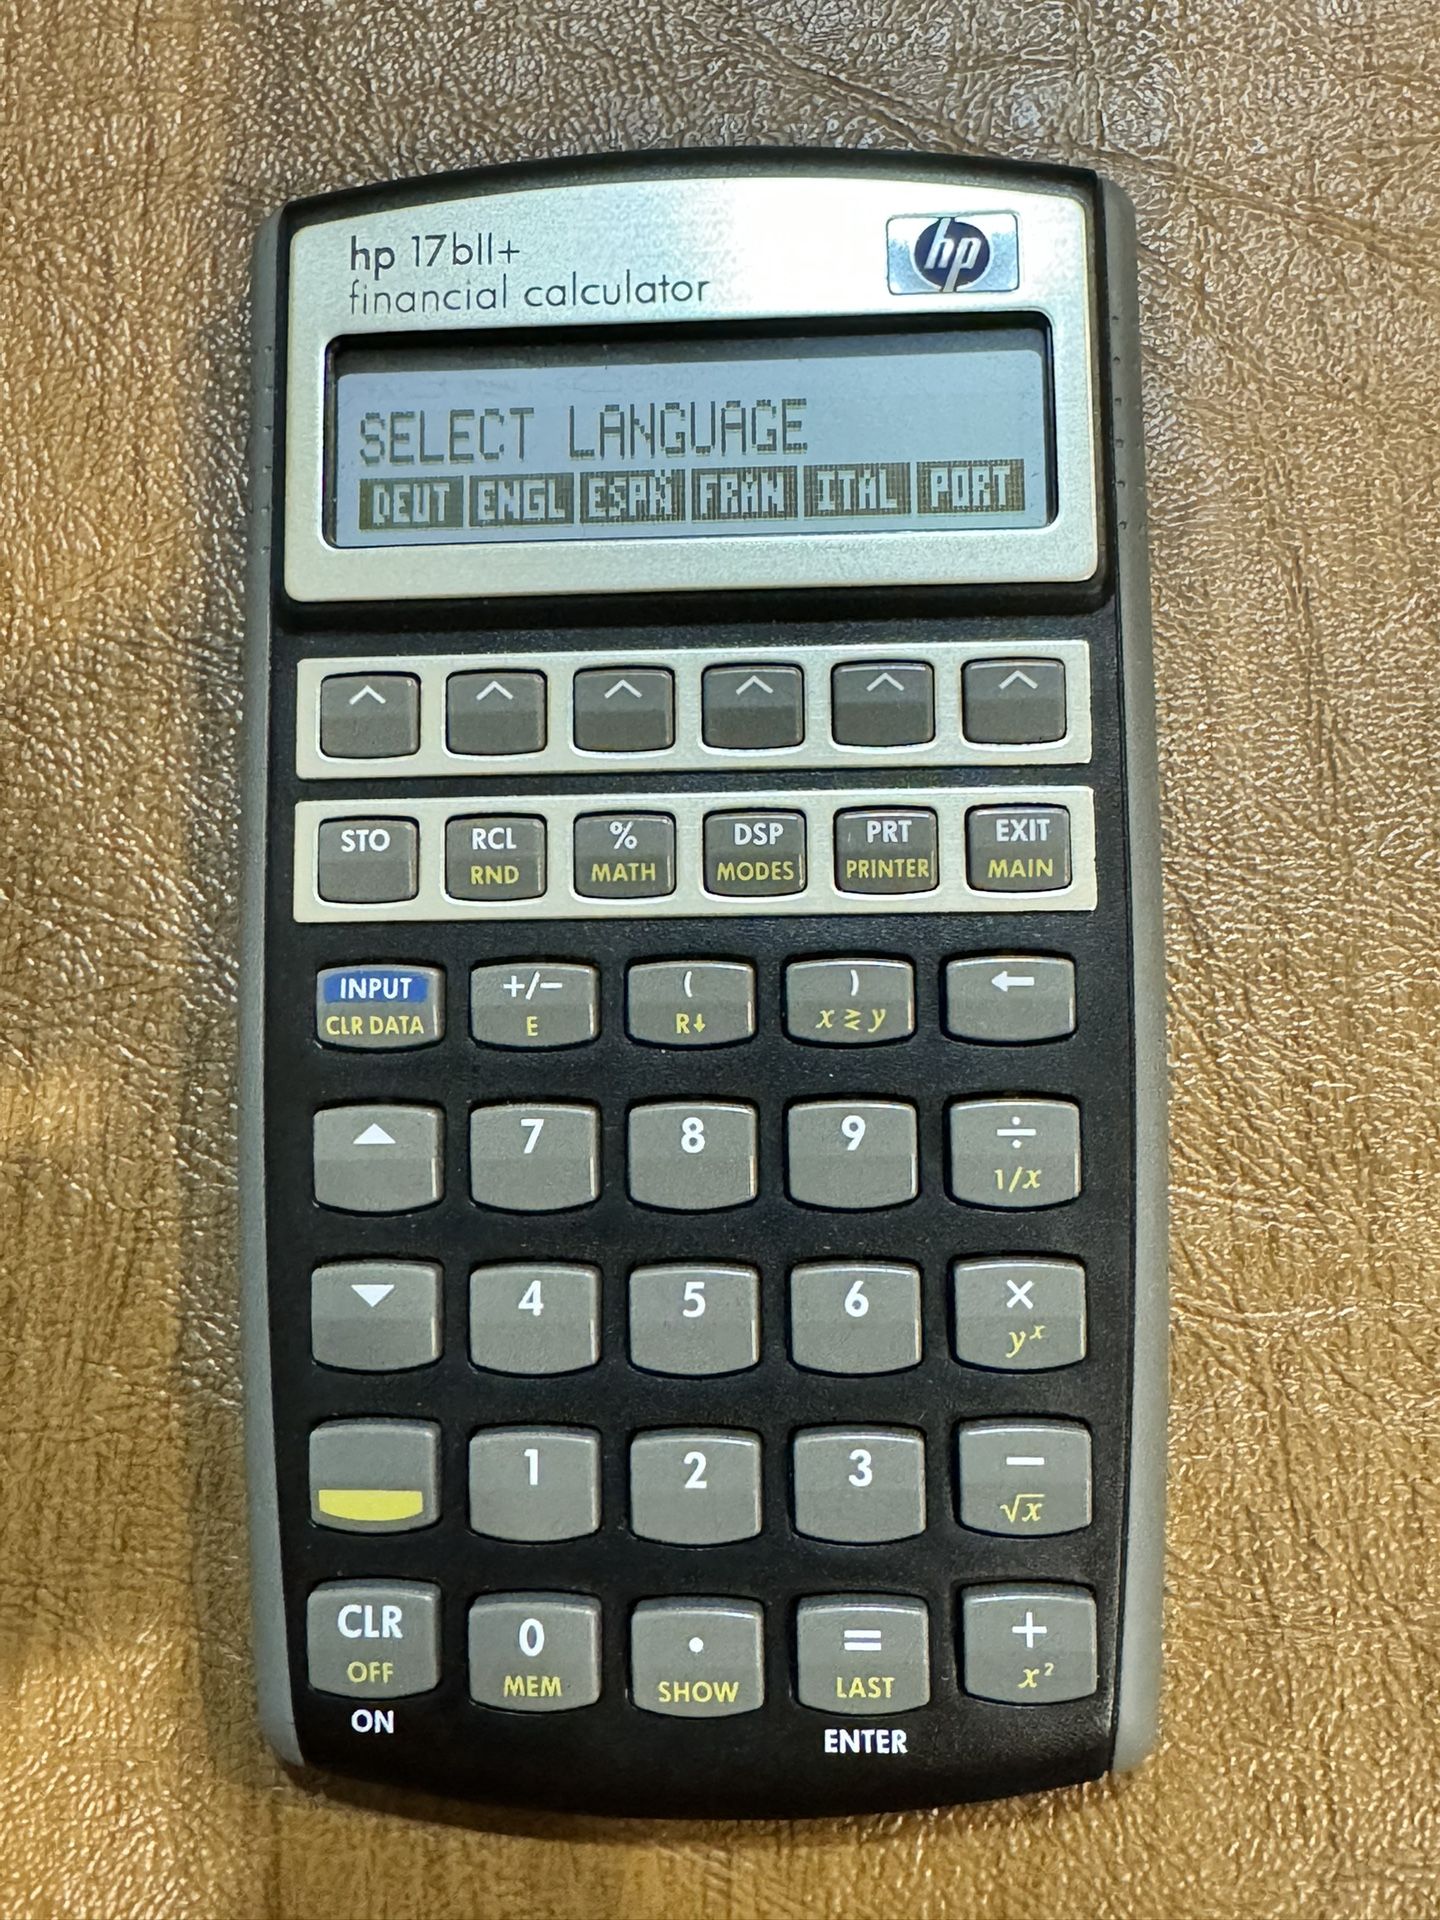 hp 17bII+
financial calculator
hp
SELECT LANGUAGE
DEUT ENGL ESPÑ FRAN ITAL PORT
^ ^ ^ ^ ^ ^
STO RCL % DSP PRT EXIT
RND MATH MODES PRINTER MAIN
INPUT +/− ( ) ←
CLR DATA E R↓ x≷y
▲ 7 8 9 ÷
1/x
▼ 4 5 6 ×
yˣ
1 2 3 −
√x
CLR 0 . = +
OFF MEM SHOW LAST x²
ON ENTER